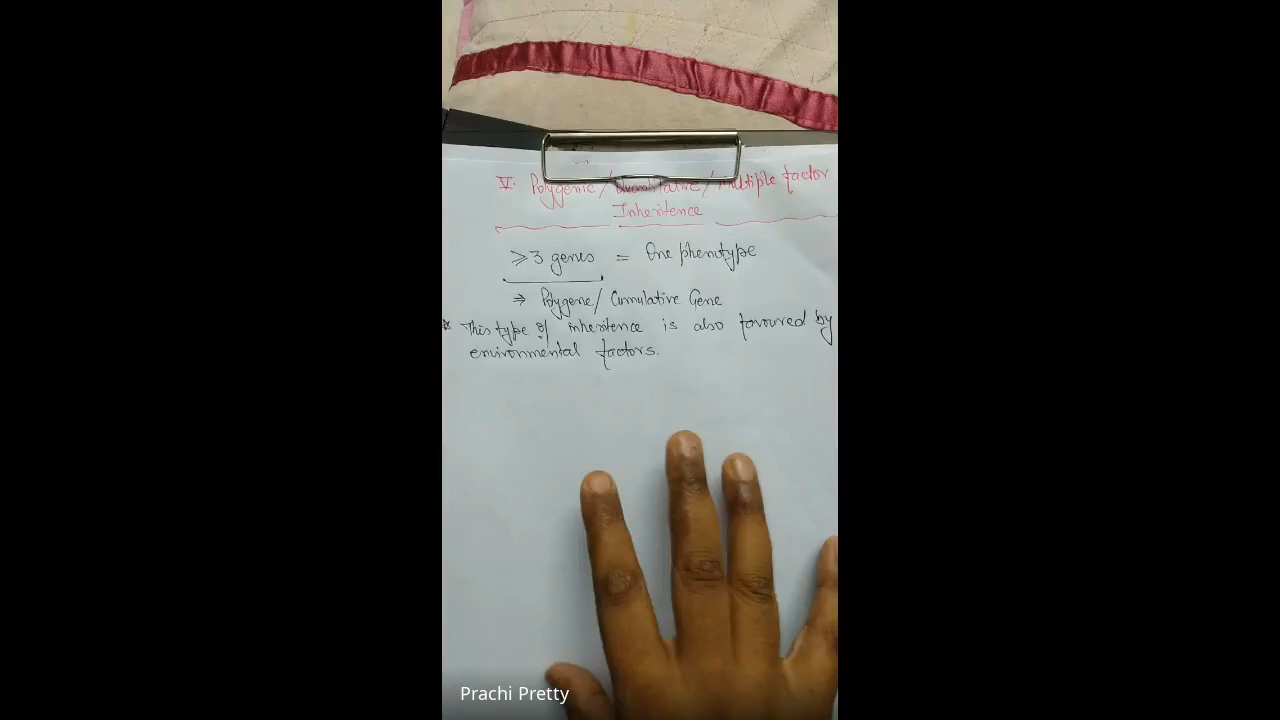 V. Polygenic / Quantitative / Multiple factor
Inheritence
⩾3 genes = One phenotype
⇒ Polygene / Cumulative Gene
* This type of inheritence is also favoured by
environmental factors.
Prachi Pretty